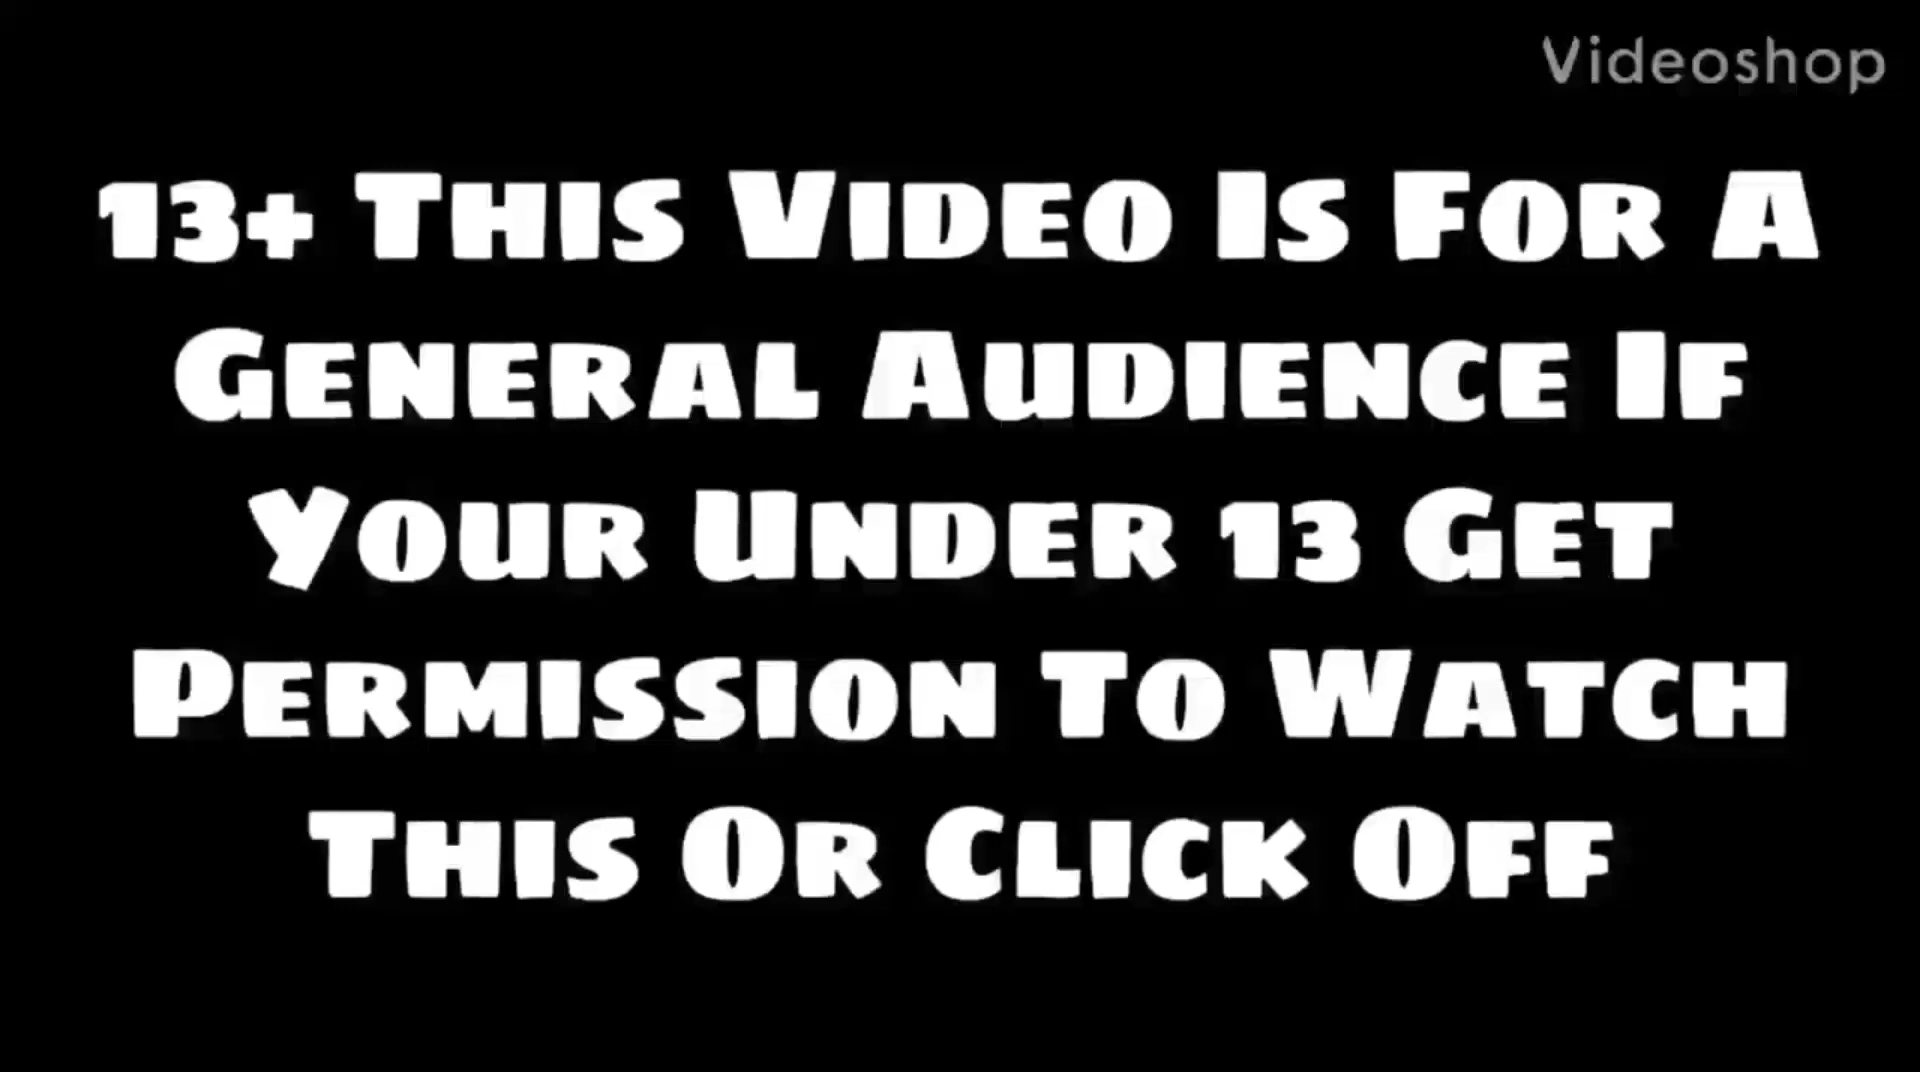 Videoshop
13+ This Video Is For A
General Audience If
Your Under 13 Get
Permission To Watch
This Or Click Off